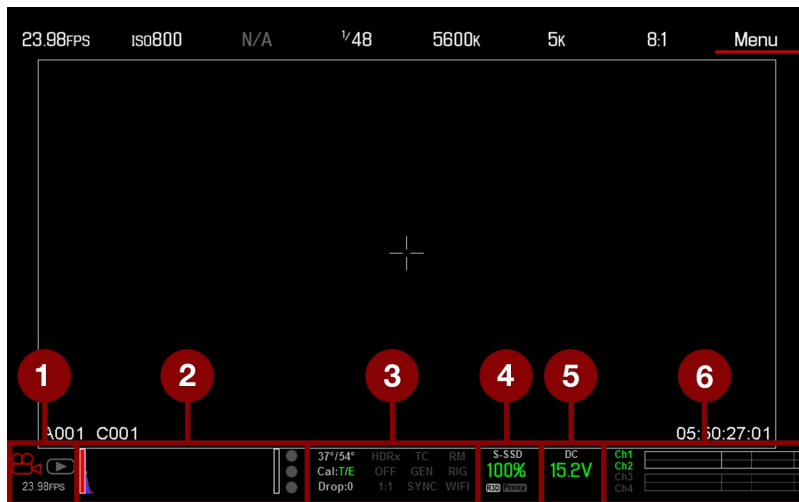 23.98FPS ISO800 N/A 1/48 5600K 5K 8:1 Menu
1 2 3 4 5 6
A001 C001 05:50:27:01
37°/54° HDRx TC RM S-SSD DC Ch1
Cal:T/E OFF GEN RIG 100% 15.2V Ch2
Drop:0 1:1 SYNC WIFI R3D Proxy Ch3
23.98FPS Ch4